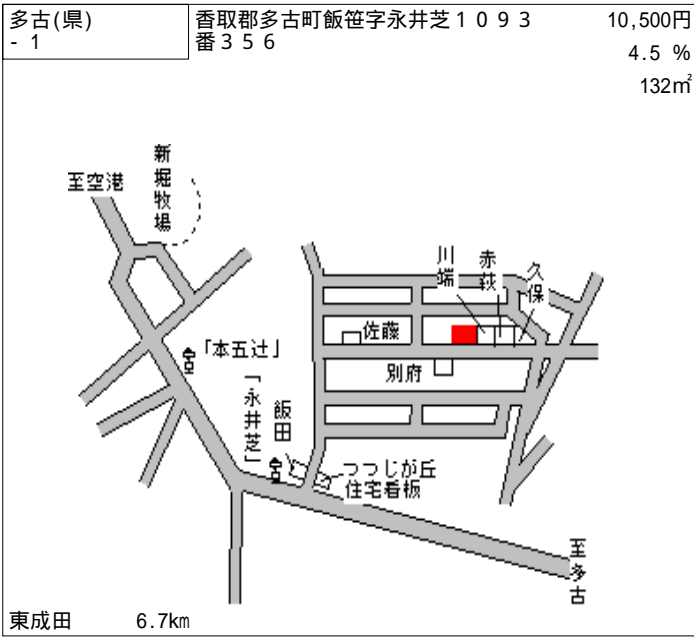 多古(県)
- 1
香取郡多古町飯笹字永井芝１０９３
番３５６
10,500円
4.5 %
132㎡
至空港
新堀牧場
川端
赤萩
久保
佐藤
「本五辻」
別府
「永井芝」
飯田
つつじが丘
住宅看板
至多古
東成田 6.7km